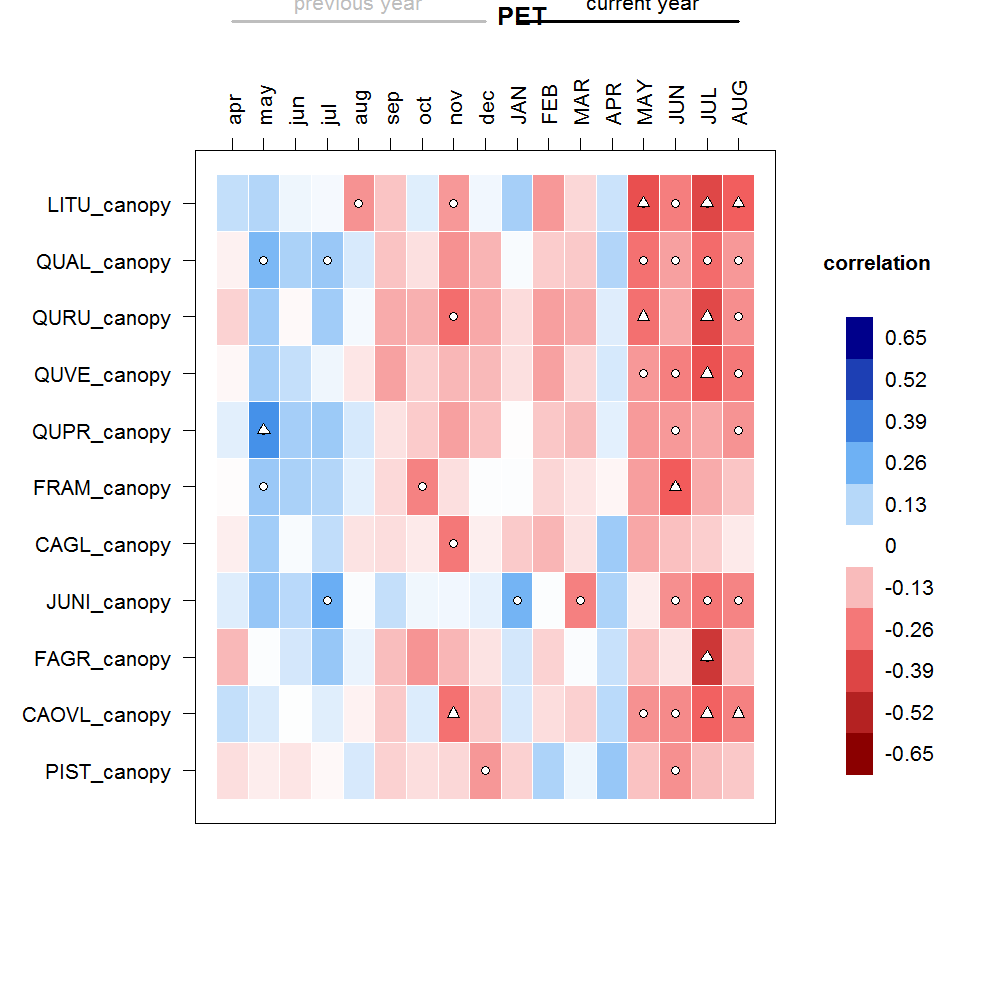 previous year
current year
PET
apr may jun jul aug sep oct nov dec JAN FEB MAR APR MAY JUN JUL AUG
LITU_canopy
QUAL_canopy
QURU_canopy
QUVE_canopy
QUPR_canopy
FRAM_canopy
CAGL_canopy
JUNI_canopy
FAGR_canopy
CAOVL_canopy
PIST_canopy
correlation
0.65
0.52
0.39
0.26
0.13
0
-0.13
-0.26
-0.39
-0.52
-0.65